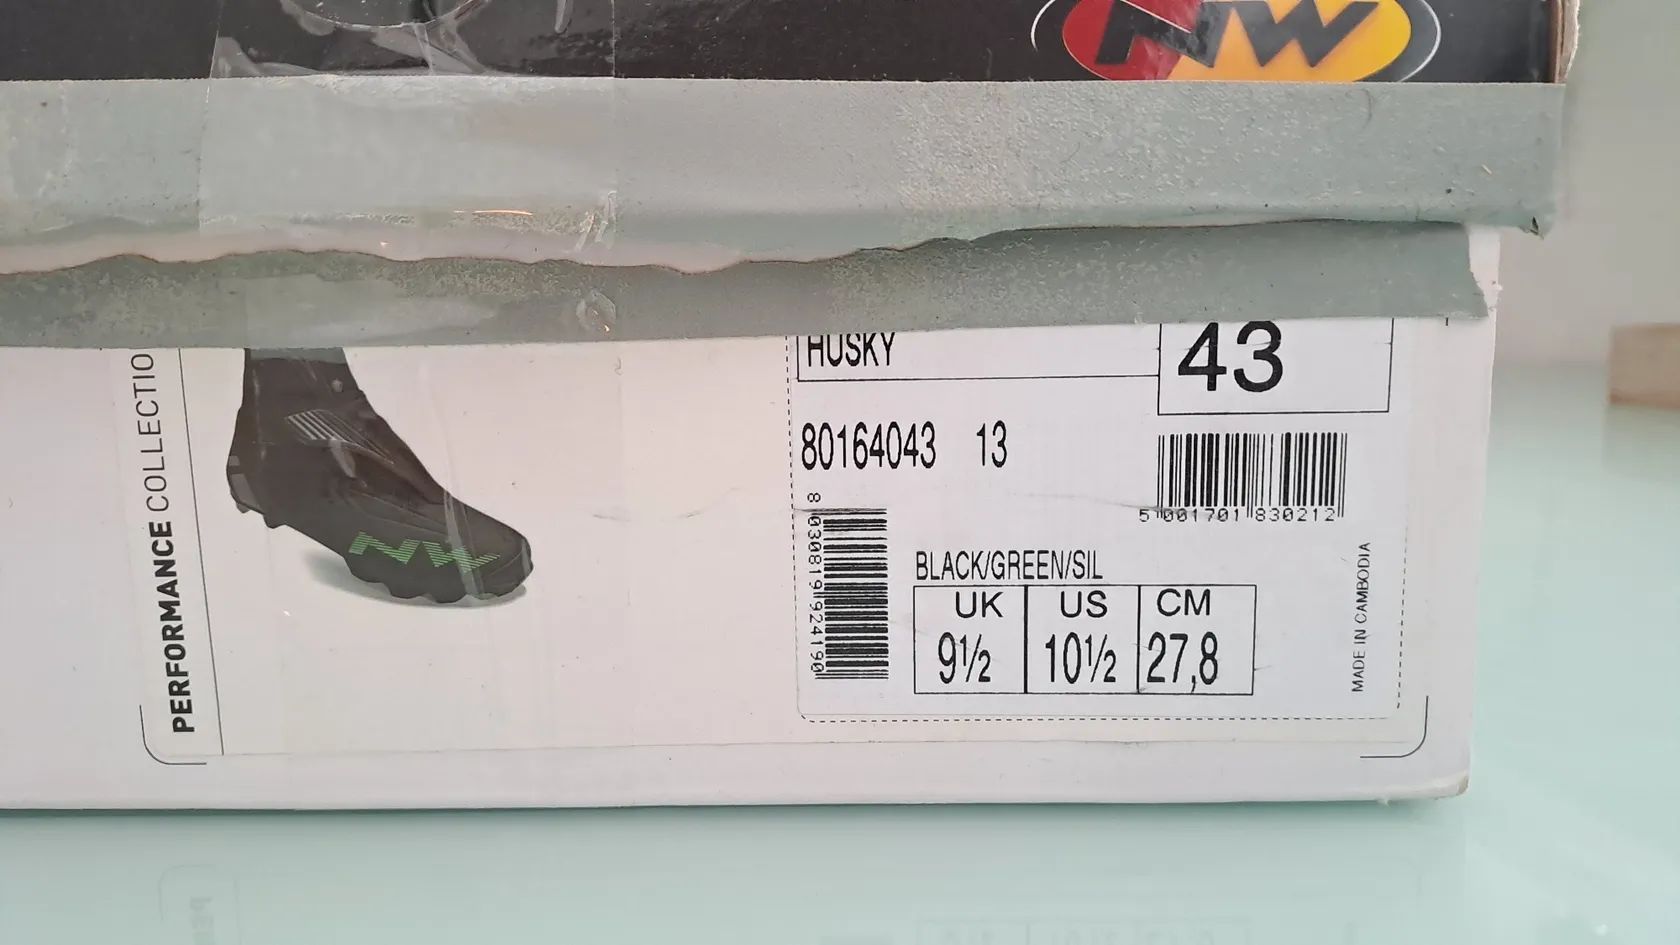 NW
PERFORMANCE COLLECTIO
NW
HUSKY
43
80164043 13
5 001701 830212
8 030819 924190
BLACK/GREEN/SIL
UK US CM
9½ 10½ 27,8
MADE IN CAMBODIA